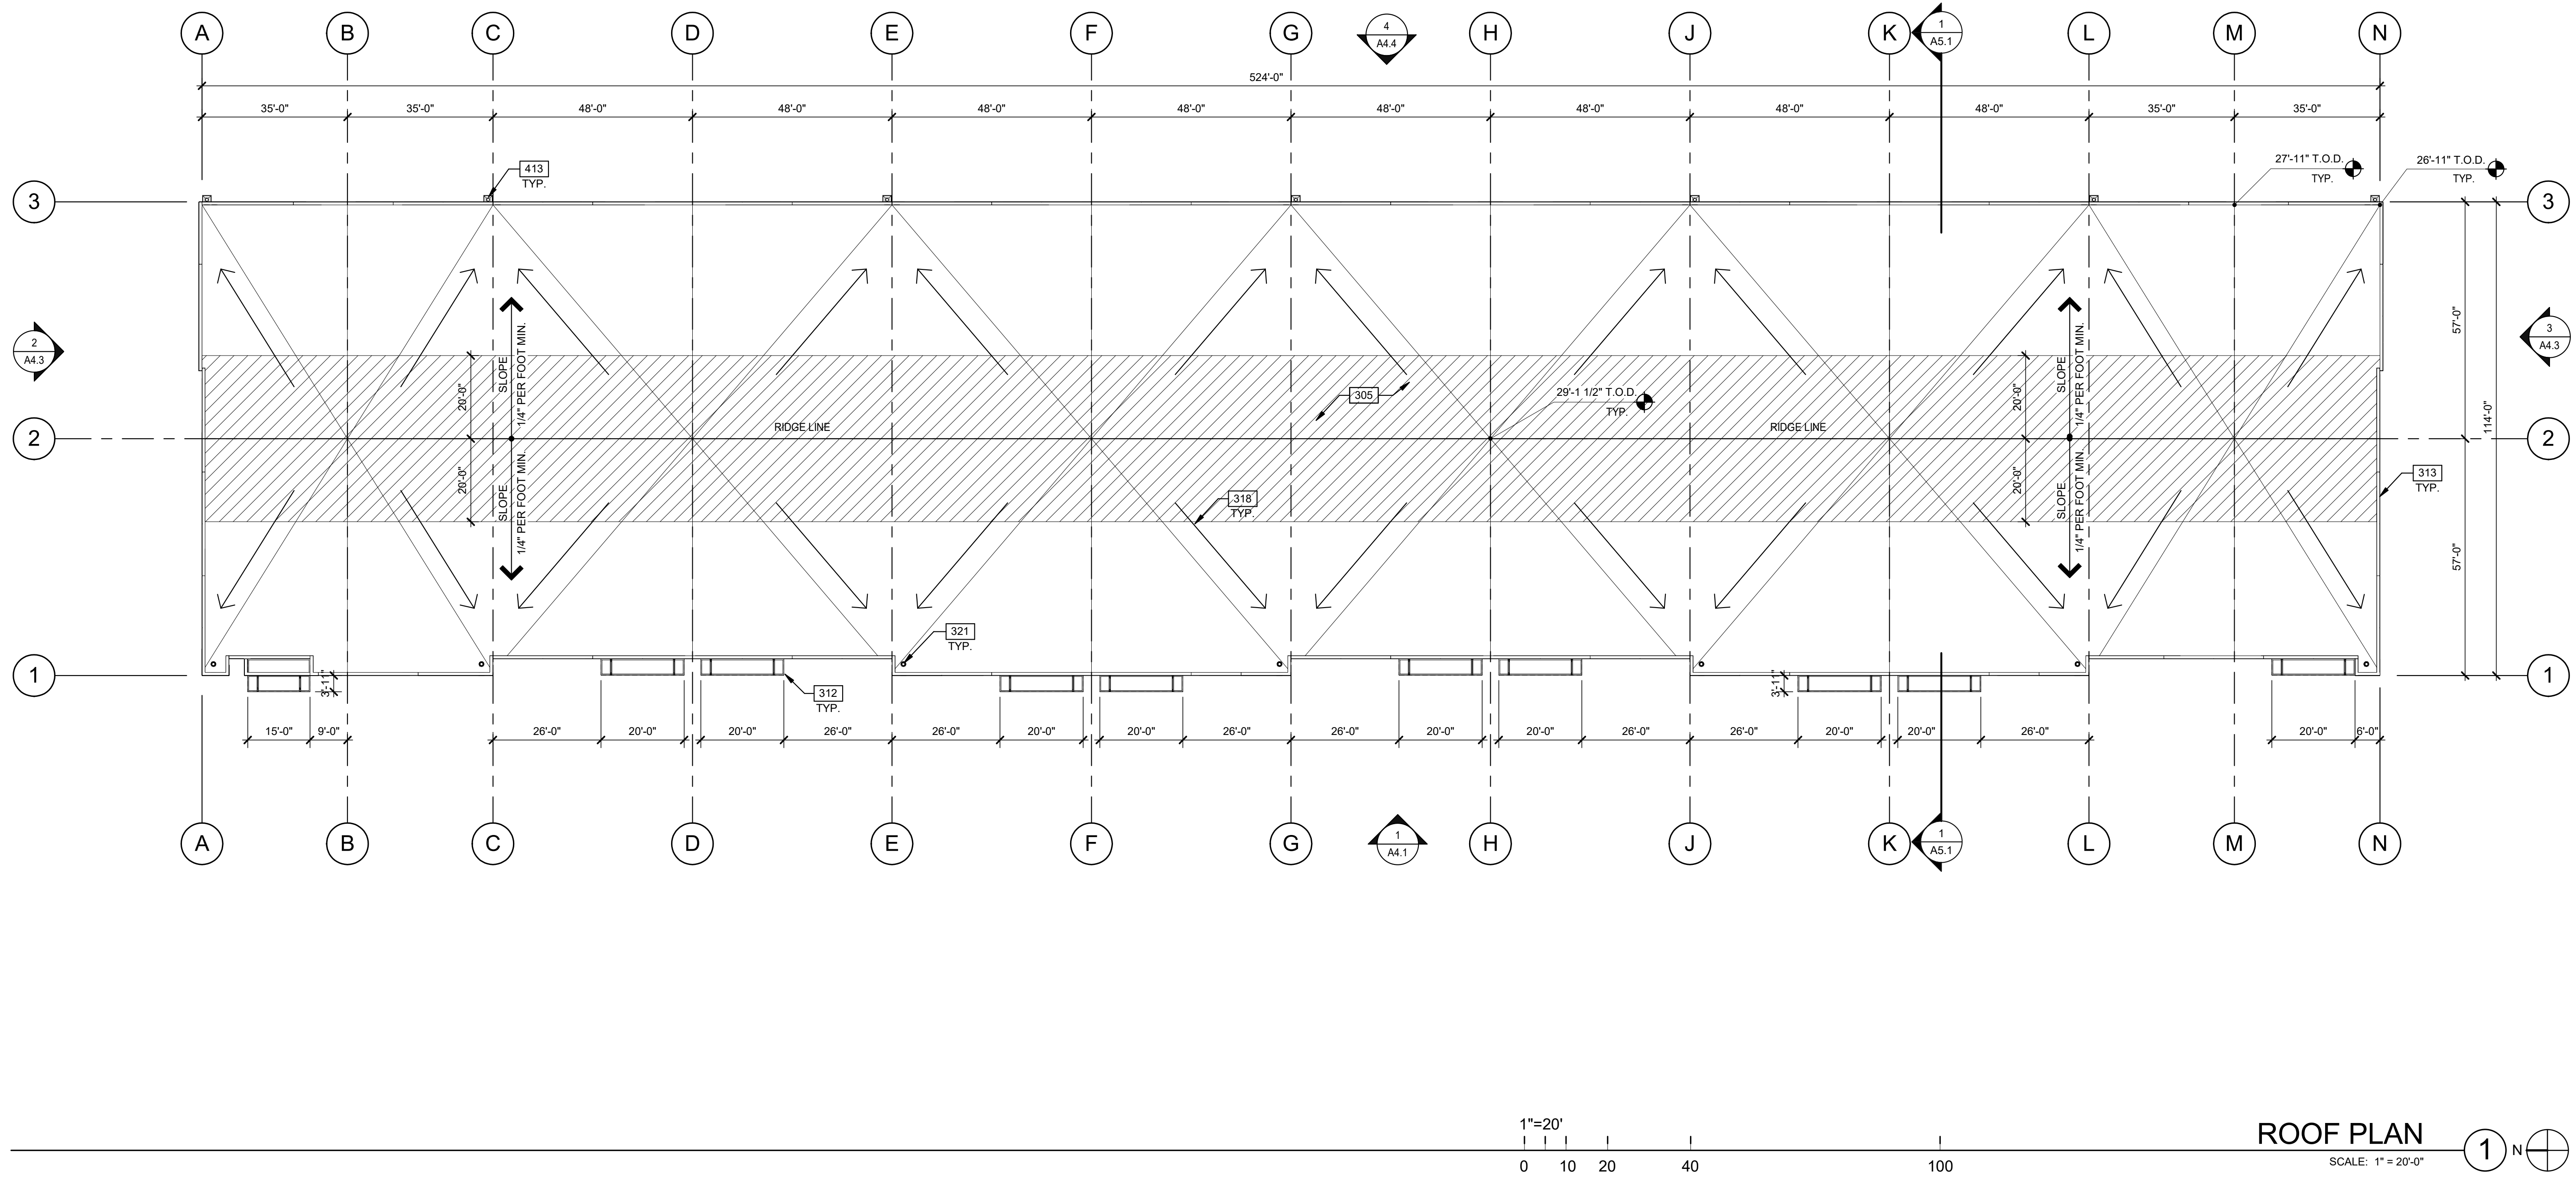 A B C D E F G 4 H J K 1 L M N
A4.4 A5.1
524'-0"
35'-0" 35'-0" 48'-0" 48'-0" 48'-0" 48'-0" 48'-0" 48'-0" 48'-0" 48'-0" 35'-0" 35'-0"
413
TYP.
27'-11" T.O.D.
TYP.
26'-11" T.O.D.
TYP.
3 3
2
A4.3
3
A4.3
SLOPE
1/4" PER FOOT MIN.
SLOPE
1/4" PER FOOT MIN.
57'-0"
114'-0"
20'-0"
20'-0"
305
29'-1 1/2" T.O.D.
TYP.
RIDGE LINE
RIDGE LINE
2 2
20'-0"
20'-0"
SLOPE
1/4" PER FOOT MIN.
SLOPE
1/4" PER FOOT MIN.
313
TYP.
318
TYP.
57'-0"
321
TYP.
1 1
3'-11"
3'-11"
312
TYP.
15'-0" 9'-0" 26'-0" 20'-0" 20'-0" 26'-0" 26'-0" 20'-0" 20'-0" 26'-0" 26'-0" 20'-0" 20'-0" 26'-0" 26'-0" 20'-0" 20'-0" 26'-0" 20'-0" 6'-0"
A B C D E F G 1 H J K 1 L M N
A4.1 A5.1
1"=20'
0 10 20 40 100
ROOF PLAN
SCALE: 1" = 20'-0"
1
N